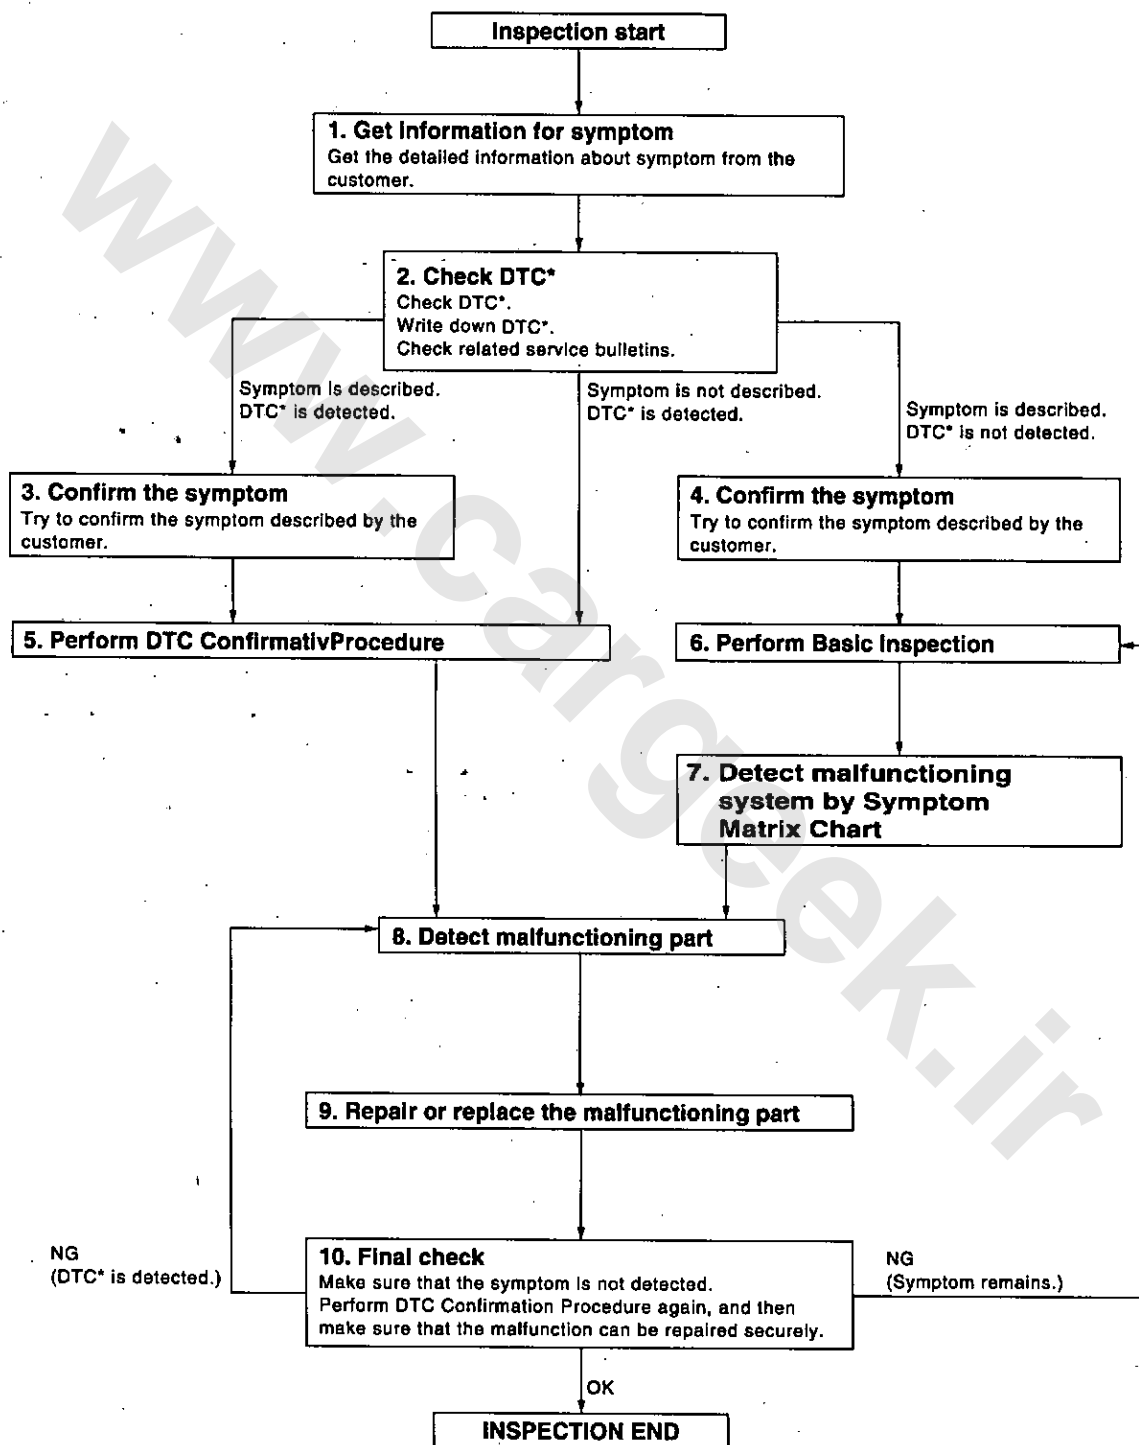 Inspection start
1. Get information for symptom
Get the detailed information about symptom from the
customer.
2. Check DTC*
Check DTC*.
Write down DTC*.
Check related service bulletins.
Symptom is described.
DTC* is detected.
Symptom is not described.
DTC* is detected.
Symptom is described.
DTC* is not detected.
3. Confirm the symptom
Try to confirm the symptom described by the
customer.
4. Confirm the symptom
Try to confirm the symptom described by the
customer.
5. Perform DTC ConfirmativProcedure
6. Perform Basic Inspection
7. Detect malfunctioning
system by Symptom
Matrix Chart
8. Detect malfunctioning part
9. Repair or replace the malfunctioning part
NG
(DTC* is detected.)
10. Final check
Make sure that the symptom is not detected.
Perform DTC Confirmation Procedure again, and then
make sure that the malfunction can be repaired securely.
NG
(Symptom remains.)
OK
INSPECTION END
www.cargeek.ir